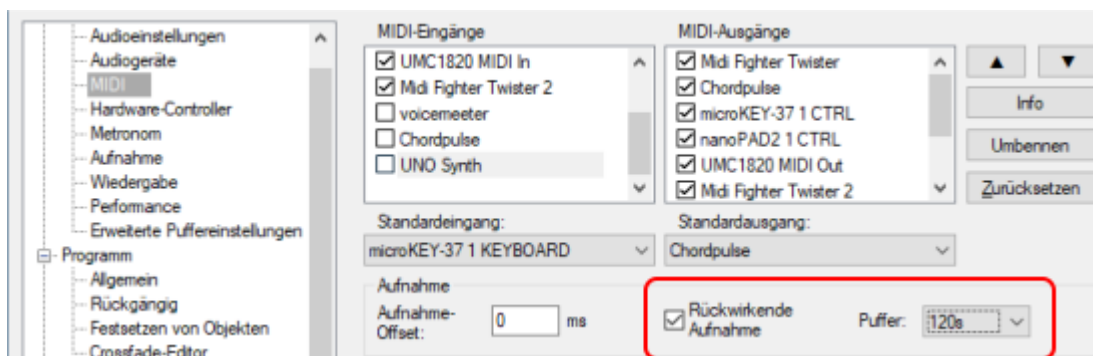 Audioeinstellungen
Audiogeräte
MIDI
Hardware-Controller
Metronom
Aufnahme
Wiedergabe
Performance
Erweiterte Puffereinstellungen
Programm
Allgemein
Rückgängig
Festsetzen von Objekten
Crossfade-Editor
MIDI-Eingänge
UMC1820 MIDI In
Midi Fighter Twister 2
voicemeeter
Chordpulse
UNO Synth
Standardeingang:
microKEY-37 1 KEYBOARD
MIDI-Ausgänge
Midi Fighter Twister
Chordpulse
microKEY-37 1 CTRL
nanoPAD2 1 CTRL
UMC1820 MIDI Out
Midi Fighter Twister 2
Standardausgang:
Chordpulse
▲ ▼
Info
Umbennen
Zurücksetzen
Aufnahme
Aufnahme-
Offset: 0 ms
Rückwirkende
Aufnahme
Puffer: 120s